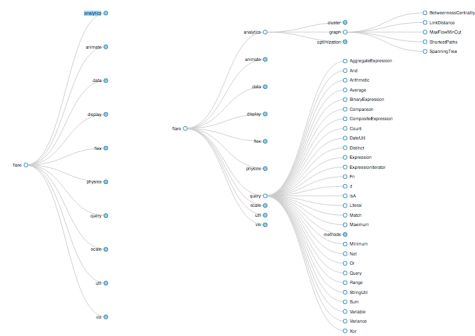 analytics
animate
data
display
flex
physics
query
scale
util
vis
flare
flare
analytics
cluster
graph
optimization
BetweennessCentrality
LinkDistance
MaxFlowMinCut
ShortestPaths
SpanningTree
animate
data
display
flex
physics
query
AggregateExpression
And
Arithmetic
Average
BinaryExpression
Comparison
CompositeExpression
Count
DateUtil
Distinct
Expression
ExpressionIterator
Fn
If
IsA
Literal
Match
Maximum
methods
Minimum
Not
Or
Query
Range
StringUtil
Sum
Variable
Variance
Xor
scale
util
vis